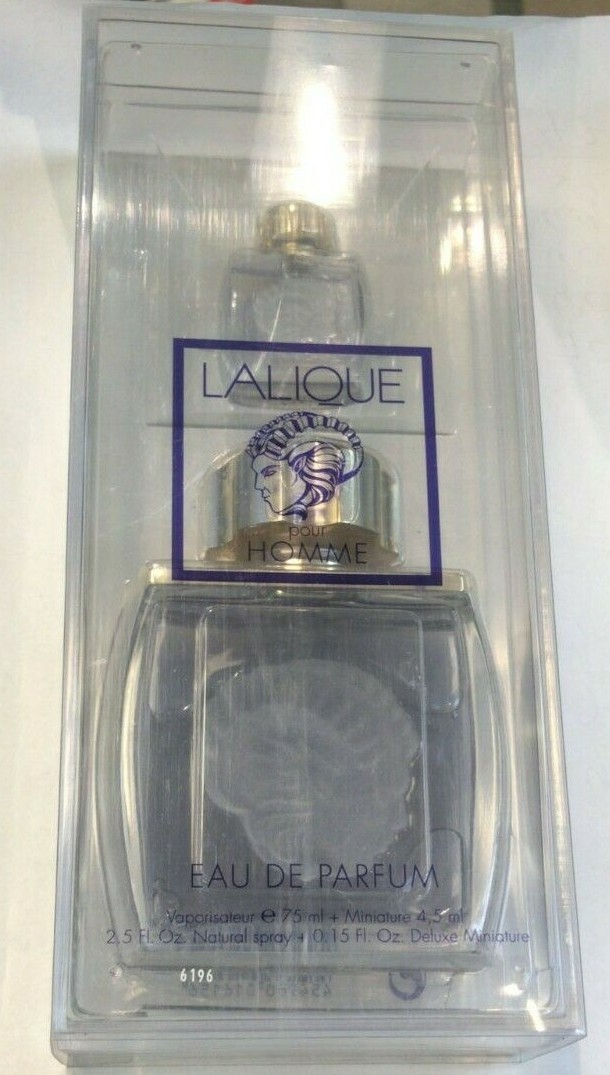 LALIQUE
pour
HOMME
EAU DE PARFUM
Vaporisateur e 75 ml + Miniature 4,5 ml
2.5 Fl. Oz. Natural spray + 0.15 Fl. Oz. Deluxe Miniature
6196